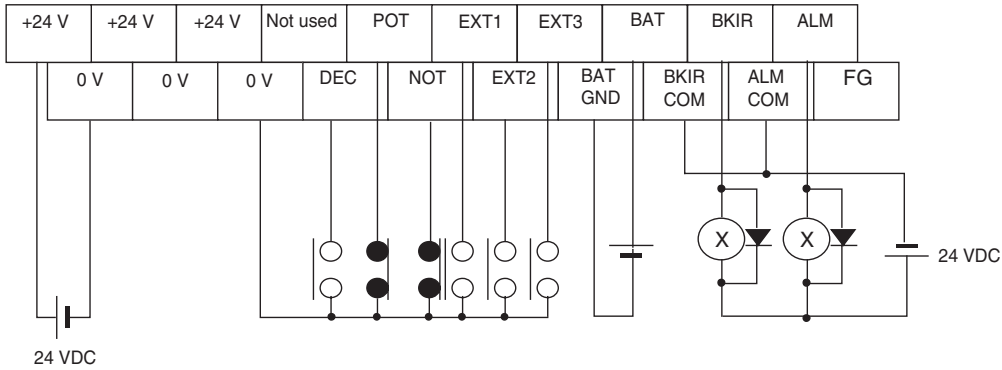 +24 V +24 V +24 V Not used POT EXT1 EXT3 BAT BKIR ALM
0 V 0 V 0 V DEC NOT EXT2 BAT GND BKIR COM ALM COM FG
X X
24 VDC
24 VDC